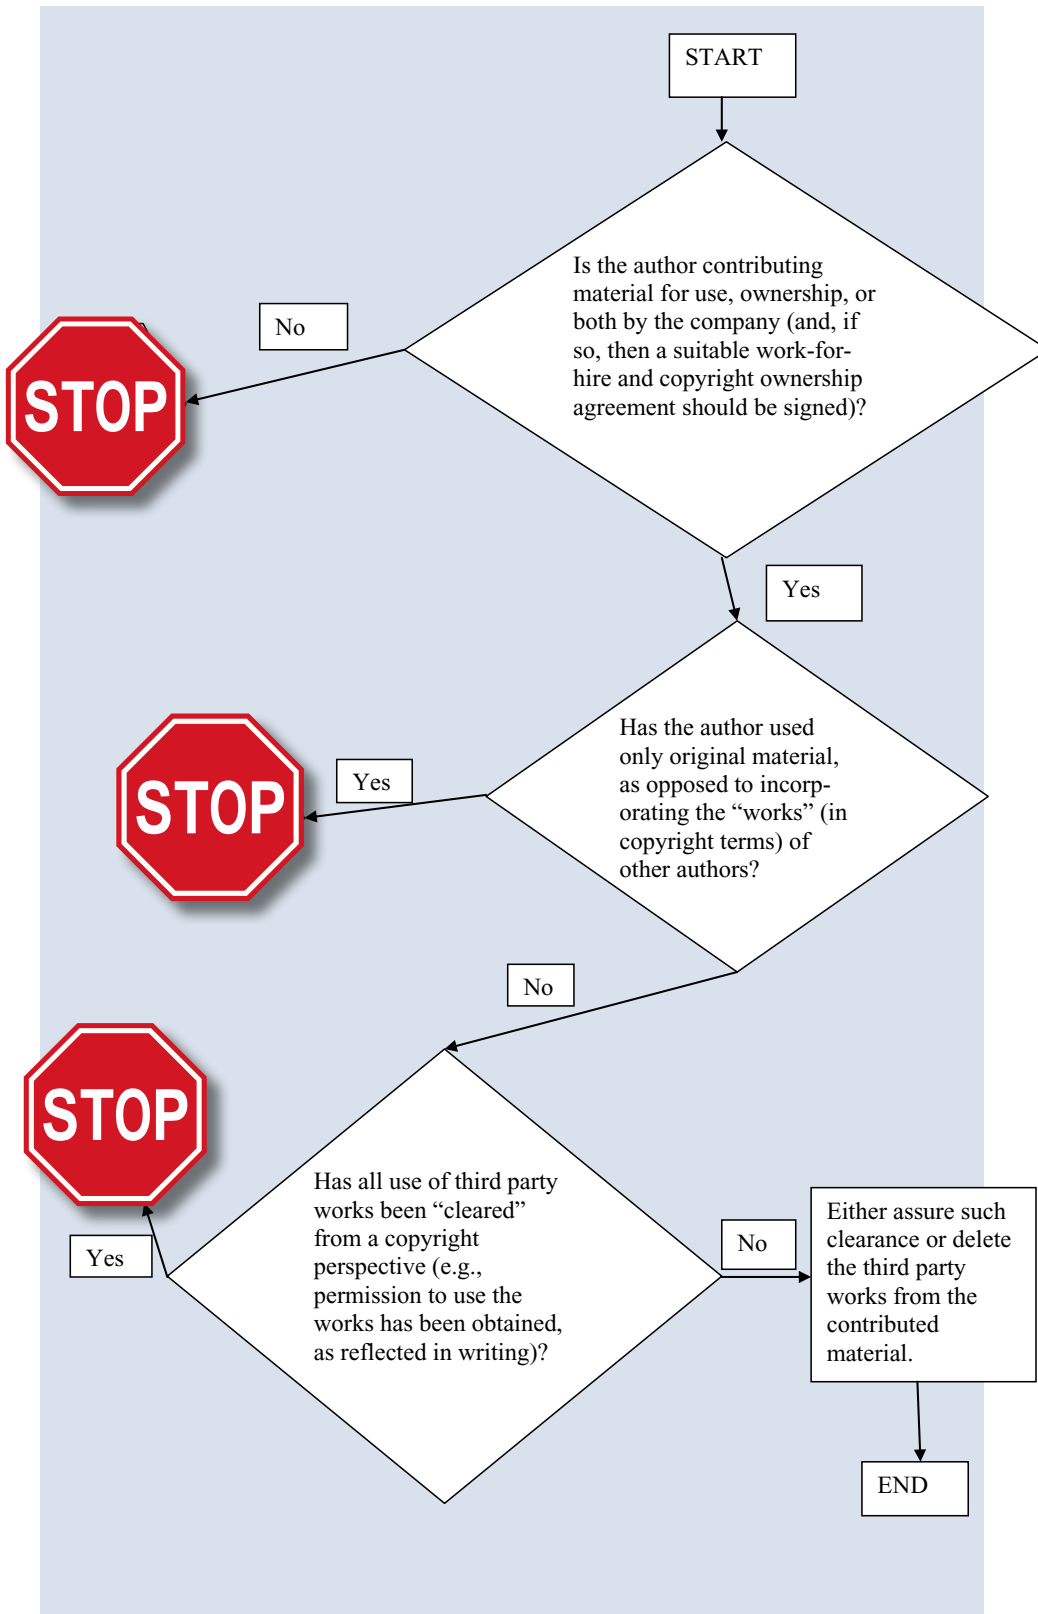 START
Is the author contributing
material for use, ownership, or
both by the company (and, if
so, then a suitable work-for-
hire and copyright ownership
agreement should be signed)?
No
STOP
Yes
Has the author used
only original material,
as opposed to incorp-
orating the “works” (in
copyright terms) of
other authors?
Yes
STOP
No
Has all use of third party
works been “cleared”
from a copyright
perspective (e.g.,
permission to use the
works has been obtained,
as reflected in writing)?
Yes
STOP
No
Either assure such
clearance or delete
the third party
works from the
contributed
material.
END